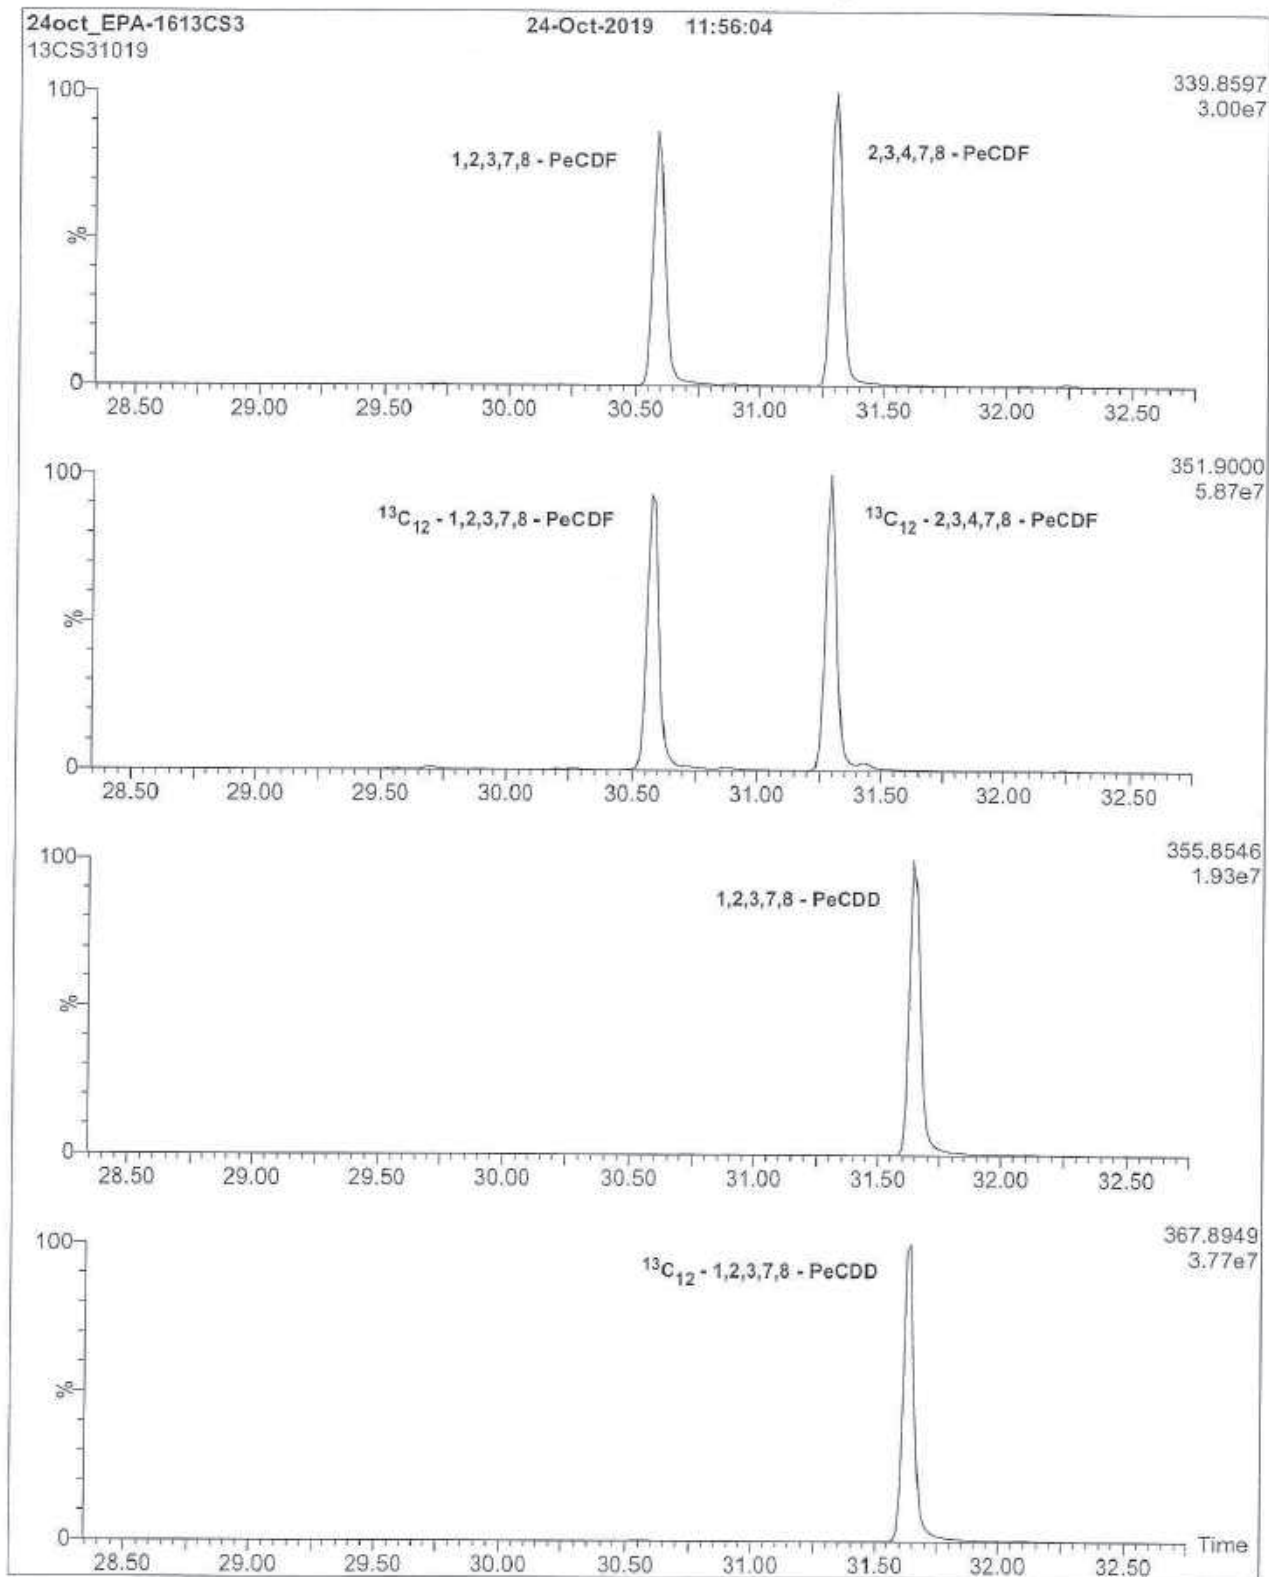 24oct_EPA-1613CS3 24-Oct-2019 11:56:04
13CS31019
339.8597
3.00e7
100
1,2,3,7,8 - PeCDF 2,3,4,7,8 - PeCDF
%
0
28.50 29.00 29.50 30.00 30.50 31.00 31.50 32.00 32.50
351.9000
5.87e7
100
¹³C₁₂ - 1,2,3,7,8 - PeCDF ¹³C₁₂ - 2,3,4,7,8 - PeCDF
%
0
28.50 29.00 29.50 30.00 30.50 31.00 31.50 32.00 32.50
355.8546
1.93e7
100
1,2,3,7,8 - PeCDD
%
0
28.50 29.00 29.50 30.00 30.50 31.00 31.50 32.00 32.50
367.8949
3.77e7
100
¹³C₁₂ - 1,2,3,7,8 - PeCDD
%
0
Time
28.50 29.00 29.50 30.00 30.50 31.00 31.50 32.00 32.50